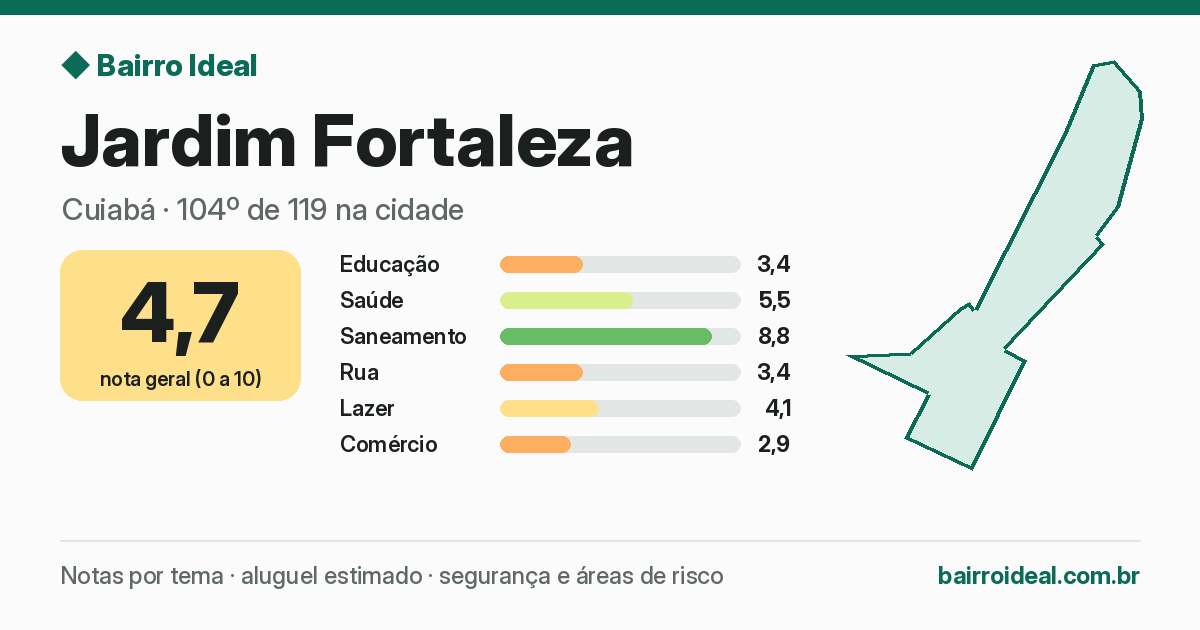 Bairro Ideal
Jardim Fortaleza
Cuiabá · 104º de 119 na cidade
4,7
nota geral (0 a 10)
Educação 3,4
Saúde 5,5
Saneamento 8,8
Rua 3,4
Lazer 4,1
Comércio 2,9
Notas por tema · aluguel estimado · segurança e áreas de risco
bairroideal.com.br